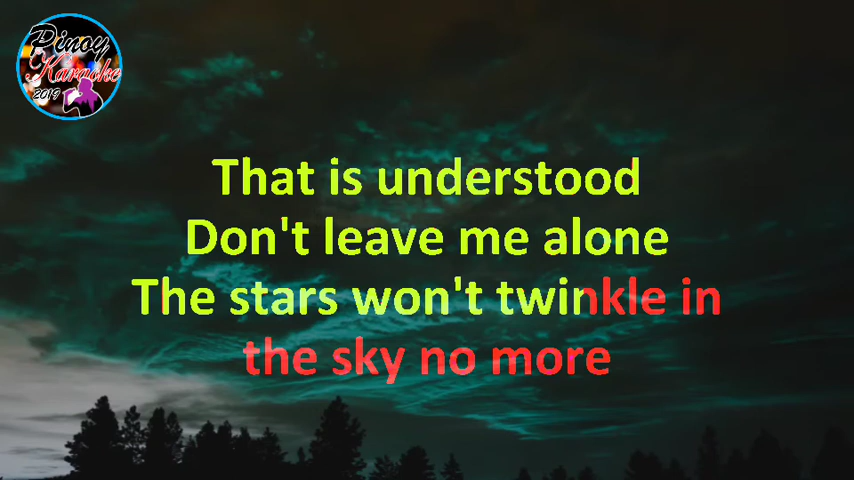 Pinoy
Karaoke
2019
That is understood
Don't leave me alone
The stars won't twinkle in
the sky no more